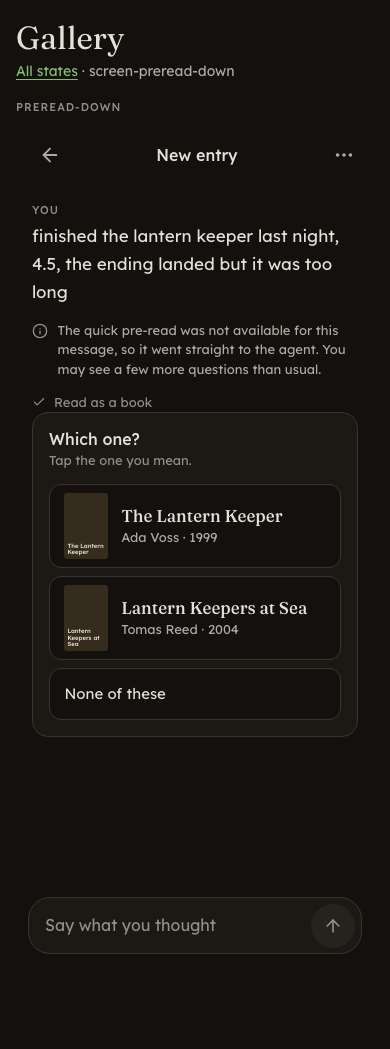 Gallery
All states · screen-preread-down
PREREAD-DOWN
New entry
YOU
finished the lantern keeper last night,
4.5, the ending landed but it was too
long
The quick pre-read was not available for this
message, so it went straight to the agent. You
may see a few more questions than usual.
Read as a book
Which one?
Tap the one you mean.
The Lantern
Keeper
The Lantern Keeper
Ada Voss · 1999
Lantern
Keepers at
Sea
Lantern Keepers at Sea
Tomas Reed · 2004
None of these
Say what you thought